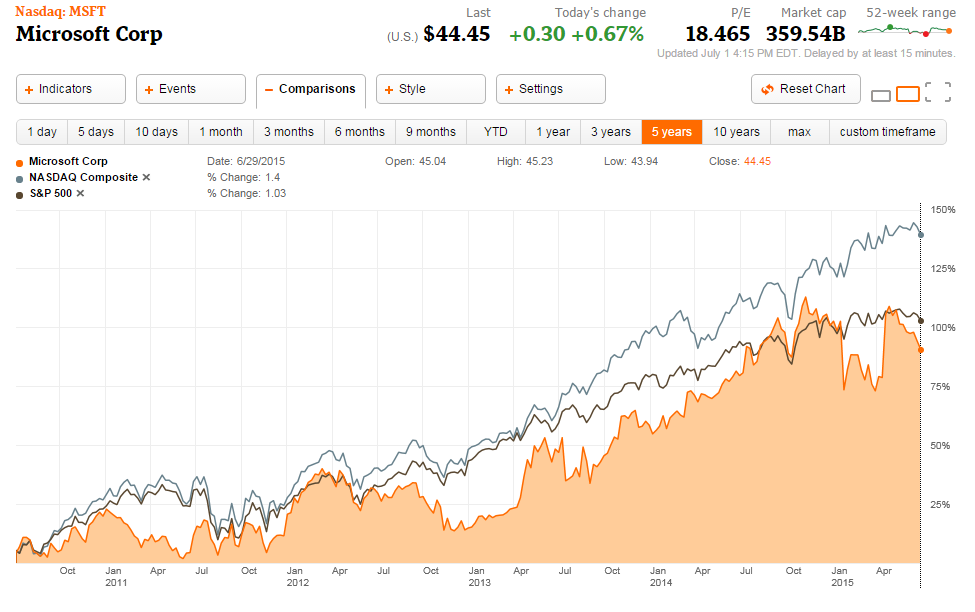 Nasdaq: MSFT
Microsoft Corp
Last Today's change P/E Market cap 52-week range
(U.S.) $44.45 +0.30 +0.67% 18.465 359.54B
Updated July 1 4:15 PM EDT. Delayed by at least 15 minutes.
+ Indicators + Events − Comparisons + Style + Settings Reset Chart
1 day 5 days 10 days 1 month 3 months 6 months 9 months YTD 1 year 3 years 5 years 10 years max custom timeframe
Microsoft Corp Date: 6/29/2015 Open: 45.04 High: 45.23 Low: 43.94 Close: 44.45
NASDAQ Composite ✕ % Change: 1.4
S&P 500 ✕ % Change: 1.03
150%
125%
100%
75%
50%
25%
Oct Jan Apr Jul Oct Jan Apr Jul Oct Jan Apr Jul Oct Jan Apr Jul Oct Jan Apr
2011 2012 2013 2014 2015